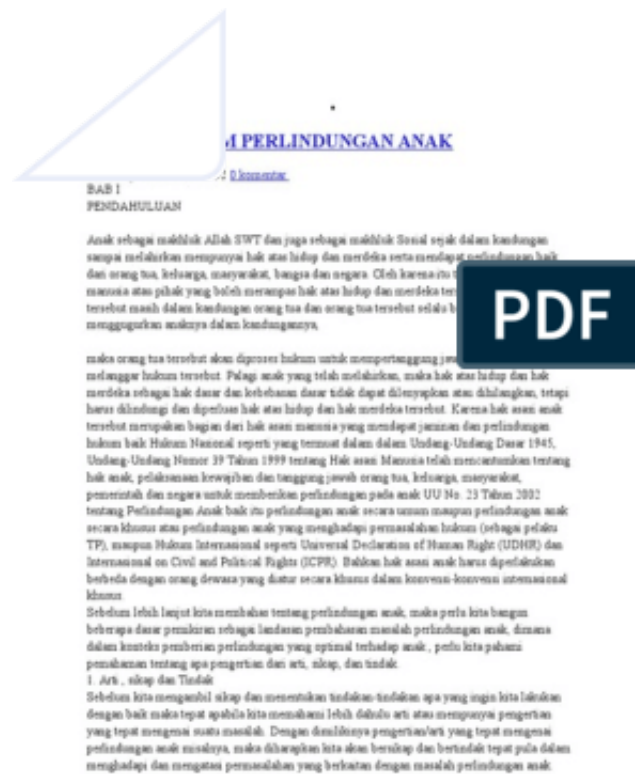 M PERLINDUNGAN ANAK
0 komentar
BAB I
PENDAHULUAN
Anak sebagai makhluk Allah SWT dan juga sebagai makhluk Sosial sejak dalam kandungan
sampai melahirkan mempunyai hak atas hidup dan merdeka serta mendapat perlindungan baik
dari orang tua, keluarga, masyarakat, bangsa dan negara. Oleh karena itu
manusia atau pihak yang boleh merampas hak atas hidup dan merdeka
PDF
tersebut masih dalam kandungan orang tua dan orang tua tersebut selalu
menggugurkan anaknya dalam kandungannya,
maka orang tua tersebut akan diproses hukum untuk mempertanggung
melanggar hukum tersebut. Palagi anak yang telah melahirkan, maka hak atas hidup dan hak
merdeka sebagai hak dasar dan kebebasan dasar tidak dapat dilenyapkan atau dihilangkan, tetapi
harus dilindungi dan diperluas hak atas hidup dan hak merdeka tersebut. Karena hak asasi anak
tersebut merupakan bagian dari hak asasi manusia yang mendapat jaminan dan perlindungan
hukum baik Hukum Nasional seperti yang termuat dalam dalam Undang-Undang Dasar 1945,
Undang-Undang Nomor 39 Tahun 1999 tentang Hak asasi Manusia telah mencantumkan tentang
hak anak, pelaksanaan kewajiban dan tanggung jawab orang tua, keluarga, masyarakat,
pemerintah dan negara untuk memberikan perlindungan pada anak UU No. 23 Tahun 2002
tentang Perlindungan Anak baik itu perlindungan anak secara umum maupun perlindungan anak
secara khusus atau perlindungan anak yang menghadapi permasalahan hukum (sebagai pelaku
TP), maupun Hukum Internasional seperti Universal Declaration of Human Right (UDHR) dan
Internasional on Civil and Political Rights (ICPR). Bahkan hak asasi anak harus diperlakukan
berbeda dengan orang dewasa yang diatur secara khusus dalam konvensi-konvensi internasional
khusus
Sebelum lebih lanjut kita membahas tentang perlindungan anak, maka perlu kita bangun
beberapa dasar pemikiran sebagai landasan pembahasan masalah perlindungan anak, dimana
dalam konteks pemberian perlindungan yang optimal terhadap anak , perlu kita pahami
pemahaman tentang apa pengertian dari arti, sikap, dan tindak
1. Arti , sikap dan Tindak
Sebelum kita mengambil sikap dan menentukan tindakan-tindakan apa yang ingin kita lakukan
dengan baik maka tepat apabila kita memahami lebih dahulu arti atau mempunyai pengertian
yang tepat mengenai suatu masalah. Dengan dimilikinya pengertian/arti yang tepat mengenai
perlindungan anak misalnya, maka diharapkan kita akan bersikap dan bertindak tepat pula dalam
menghadapi dan mengatasi permasalahan yang berkaitan dengan masalah perlindungan anak